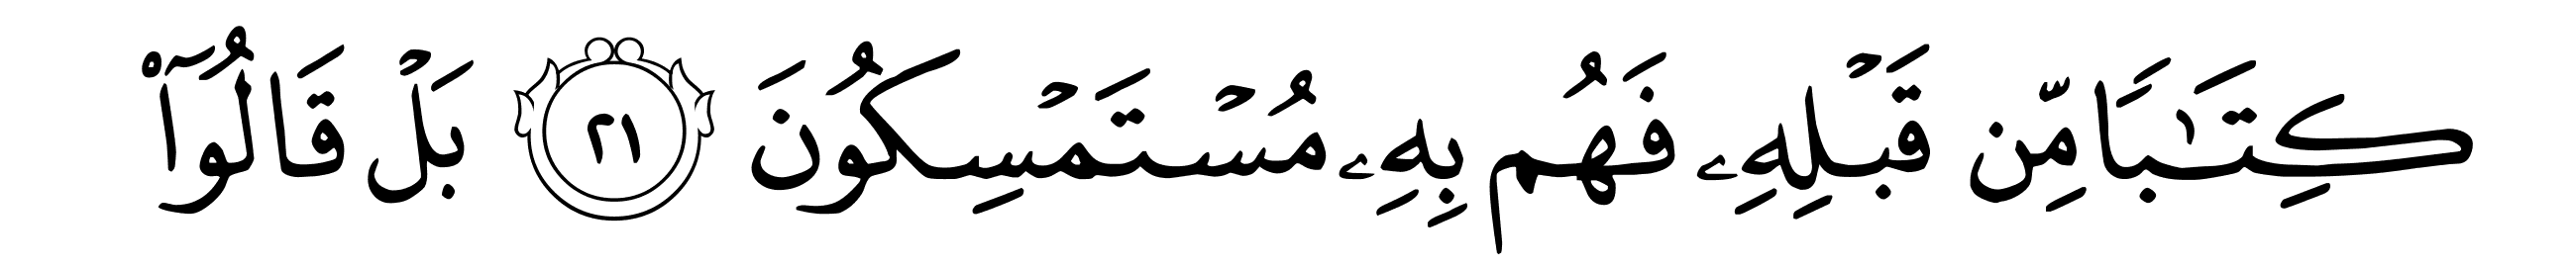 كِتَٰبٗا مِّن قَبۡلِهِۦ فَهُم بِهِۦ مُسۡتَمۡسِكُونَ ٢١ بَلۡ قَالُوٓاْ